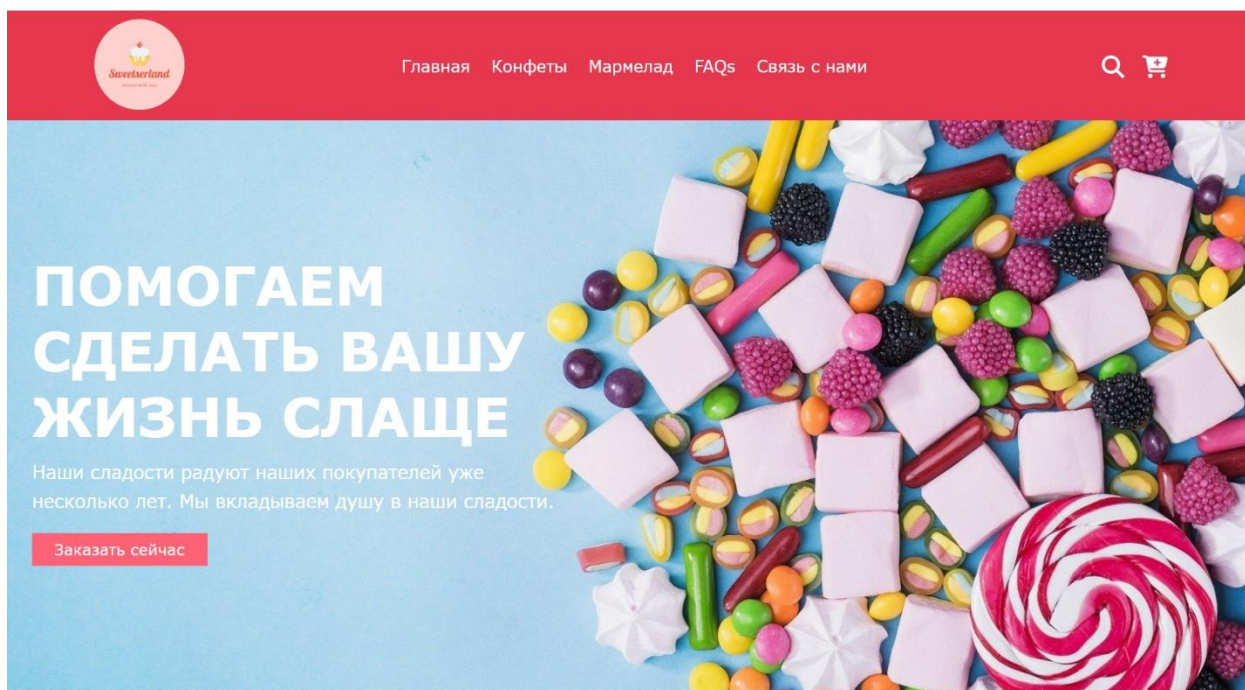 Sweetserland
Главная Конфеты Мармелад FAQs Связь с нами
ПОМОГАЕМ
СДЕЛАТЬ ВАШУ
ЖИЗНЬ СЛАЩЕ
Наши сладости радуют наших покупателей уже
несколько лет. Мы вкладываем душу в наши сладости.
Заказать сейчас